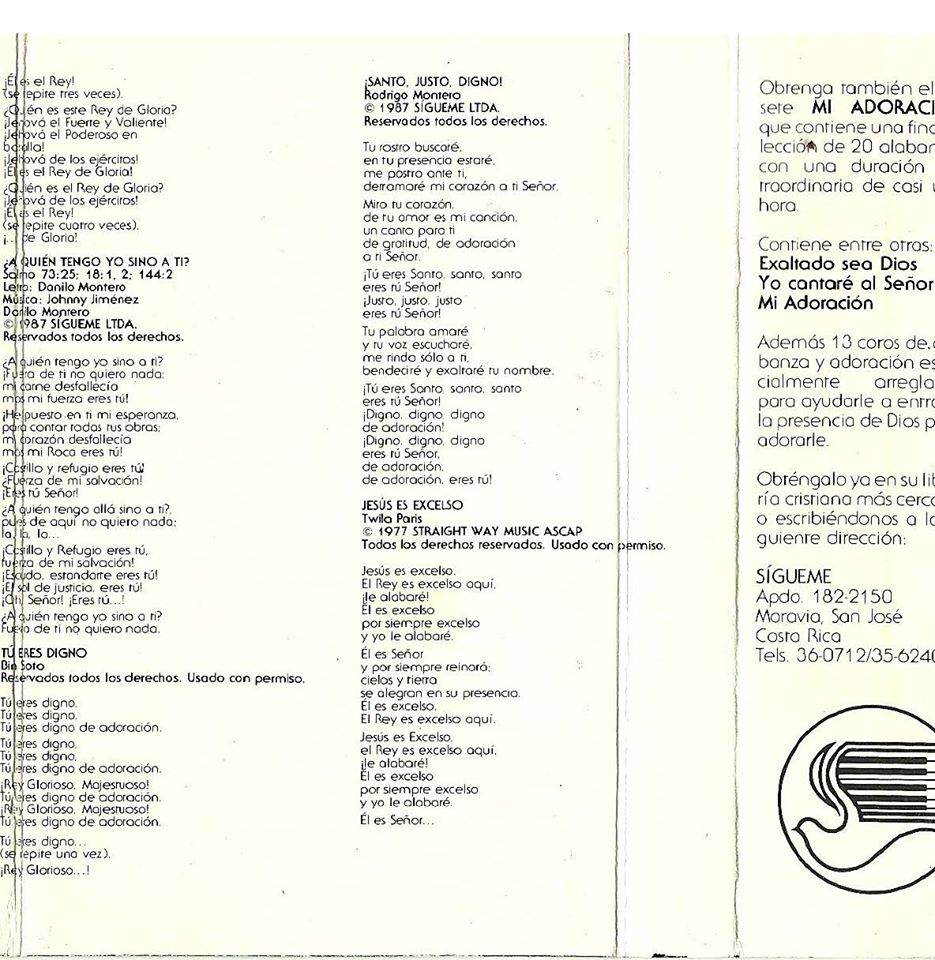 ¡Él es el Rey!
(se repite tres veces).
¿Quién es este Rey de Gloria?
¡Jehová el Fuerte y Valiente!
¡Jehová el Poderoso en
batalla!
¡Jehová de los ejércitos!
¡Él es el Rey de Gloria!
¿Quién es el Rey de Gloria?
¡Jehová de los ejércitos!
¡Él es el Rey!
(se repite cuatro veces).
¡... de Gloria!
¿A QUIÉN TENGO YO SINO A TI?
Salmo 73:25; 18:1, 2; 144:2
Letra: Danilo Montero
Música: Johnny Jiménez
Danilo Montero
© 1987 SÍGUEME LTDA.
Reservados todos los derechos.
¿A quién tengo yo sino a ti?
¡Fuera de ti no quiero nada;
mi carne desfallecía
mas mi fuerza eres tú!
¡He puesto en ti mi esperanza,
para contar todas tus obras;
mi corazón desfallecía
mas mi Roca eres tú!
¡Castillo y refugio eres tú!
¿Fuerza de mi salvación!
¡Eres tú Señor!
¿A quién tengo allá sino a ti?,
pues de aquí no quiero nada;
la, la, la...
¡Castillo y Refugio eres tú,
fuerza de mi salvación!
¡Escudo, estandarte eres tú!
¡El sol de justicia, eres tú!
¡Oh, Señor! ¡Eres tú...!
¿A quién tengo yo sino a ti?
Fuera de ti no quiero nada.
TÚ ERES DIGNO
Bin Soto
Reservados todos los derechos. Usado con permiso.
Tú eres digno,
Tú eres digno,
Tú eres digno de adoración.
Tú eres digno,
Tú eres digno,
Tú eres digno de adoración.
¡Rey Glorioso, Majestuoso!
Tú eres digno de adoración.
¡Rey Glorioso, Majestuoso!
Tú eres digno de adoración.
Tú eres digno...
(se repite una vez).
¡Rey Glorioso...!
¡SANTO, JUSTO, DIGNO!
Rodrigo Montero
© 1987 SÍGUEME LTDA.
Reservados todos los derechos.
Tu rostro buscaré,
en tu presencia estaré,
me postro ante ti,
derramaré mi corazón a ti Señor.
Mira tu corazón,
de tu amor es mi canción,
un canto para ti
de gratitud, de adoración
a ti Señor.
¡Tú eres Santo, santo, santo
eres tú Señor!
¡Justo, justo, justo
eres tú Señor!
Tu palabra amaré
y tu voz escucharé,
me rindo sólo a ti,
bendeciré y exaltaré tu nombre.
¡Tú eres Santo, santo, santo
eres tú Señor!
¡Digno, digno, digno
de adoración!
¡Digno, digno, digno
eres tú Señor,
de adoración,
de adoración, eres tú!
JESÚS ES EXCELSO
Twila Paris
© 1977 STRAIGHT WAY MUSIC ASCAP
Todos los derechos reservados. Usado con permiso.
Jesús es excelso,
El Rey es excelso aquí,
¡le alabaré!
Él es excelso
por siempre excelso
y yo le alabaré.
Él es Señor
y por siempre reinará;
cielos y tierra
se alegran en su presencia.
Él es excelso,
El Rey es excelso aquí.
Jesús es Excelso,
el Rey es excelso aquí,
¡le alabaré!
Él es excelso
por siempre excelso
y yo le alabaré.
Él es Señor...
Obtenga también el
sete MI ADORACI
que contiene una fina
lección de 20 alaban
con una duración
traordinaria de casi u
hora.
Contiene entre otras:
Exaltado sea Dios
Yo cantaré al Señor
Mi Adoración
Además 13 coros de a
banza y adoración es
cialmente arregla
para ayudarle a entra
la presencia de Dios p
adorarle.
Obténgalo ya en su lib
ría cristiana más cerca
o escribiéndonos a la
guiente dirección:
SÍGUEME
Apdo. 182-2150
Moravia, San José
Costa Rica
Tels. 36-0712/35-6240